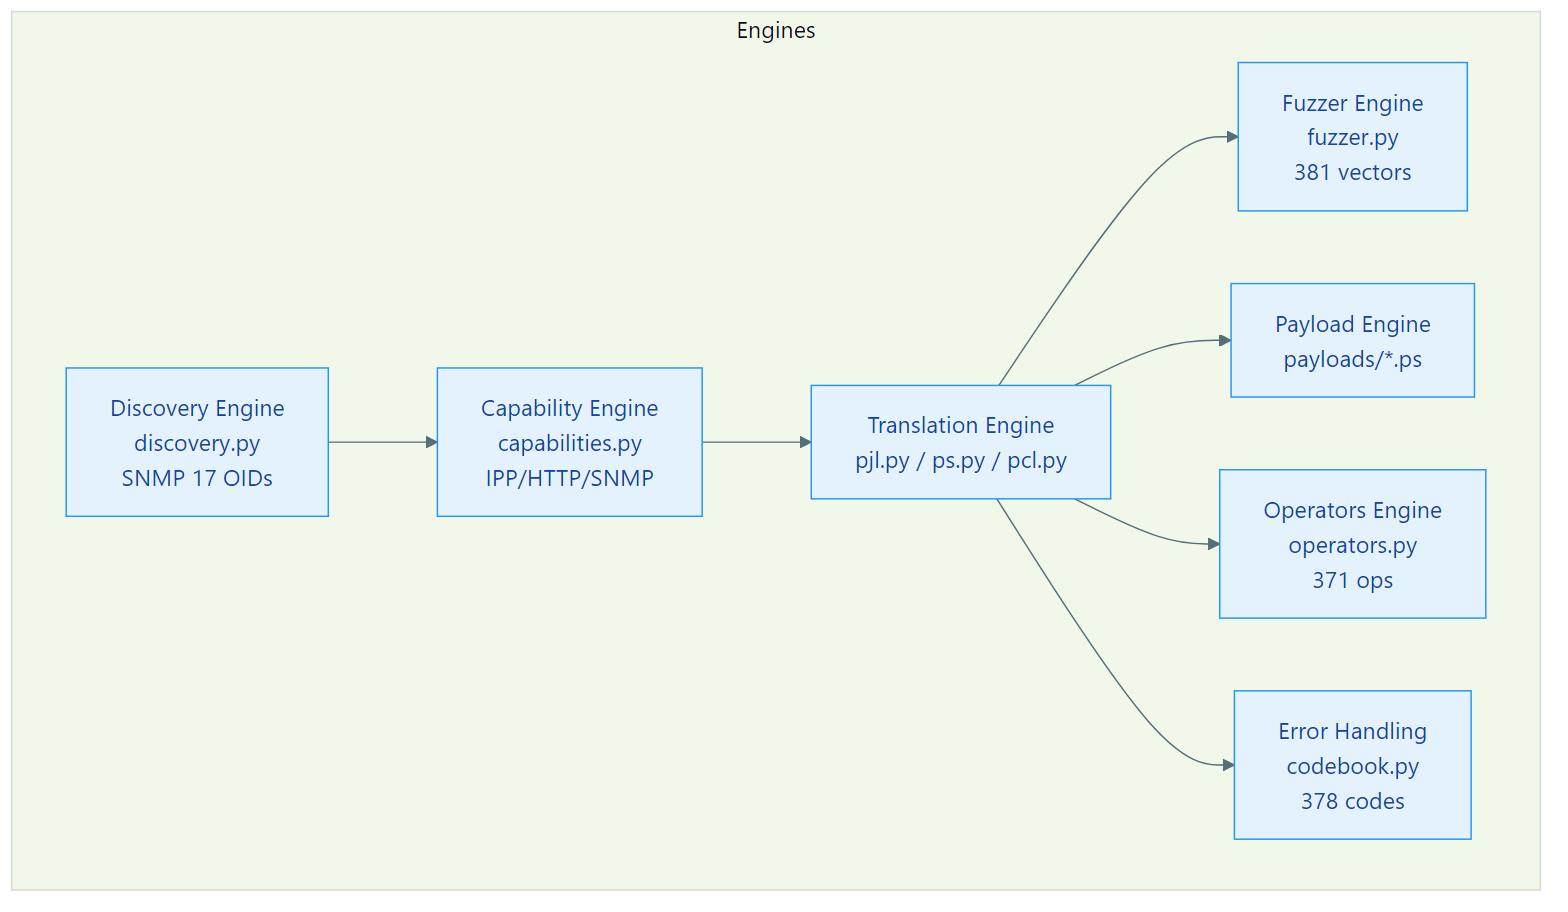 Engines
Discovery Engine
discovery.py
SNMP 17 OIDs
Capability Engine
capabilities.py
IPP/HTTP/SNMP
Translation Engine
pjl.py / ps.py / pcl.py
Fuzzer Engine
fuzzer.py
381 vectors
Payload Engine
payloads/*.ps
Operators Engine
operators.py
371 ops
Error Handling
codebook.py
378 codes